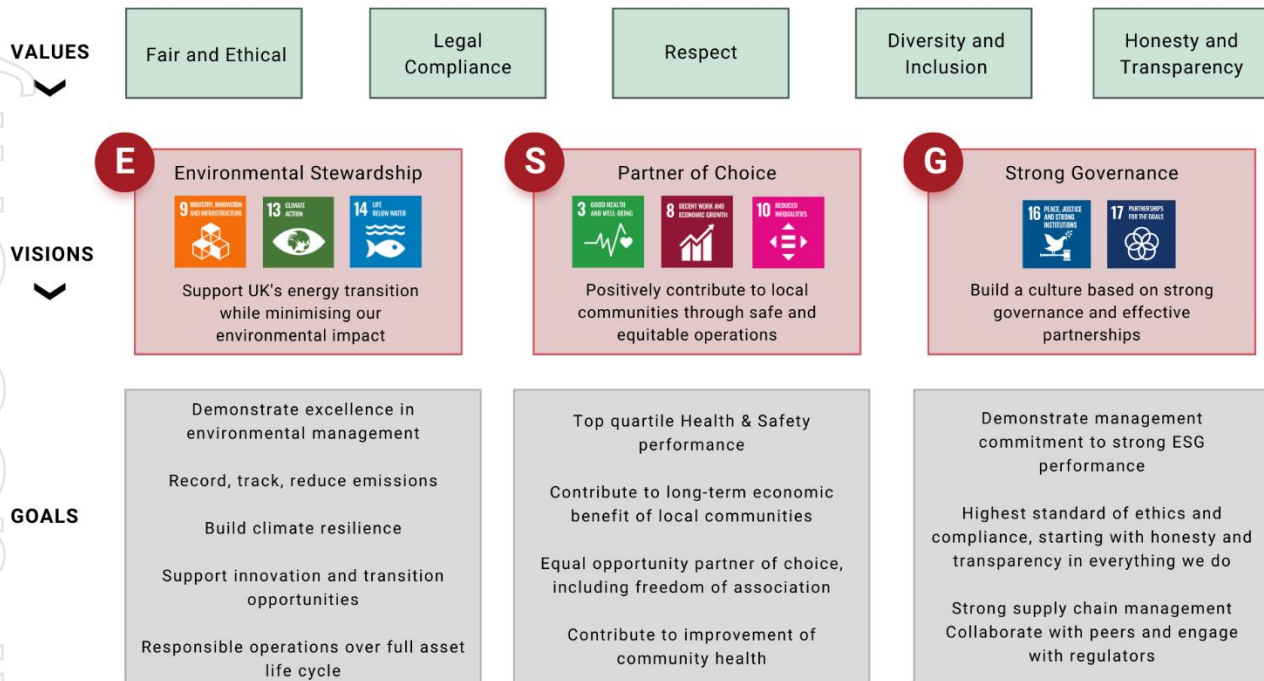 VALUES
Fair and Ethical
Legal
Compliance
Respect
Diversity and
Inclusion
Honesty and
Transparency
VISIONS
E
Environmental Stewardship
9 INDUSTRY, INNOVATION
AND INFRASTRUCTURE
13 CLIMATE
ACTION
14 LIFE
BELOW WATER
Support UK's energy transition
while minimising our
environmental impact
S
Partner of Choice
3 GOOD HEALTH
AND WELL-BEING
8 DECENT WORK AND
ECONOMIC GROWTH
10 REDUCED
INEQUALITIES
Positively contribute to local
communities through safe and
equitable operations
G
Strong Governance
16 PEACE, JUSTICE
AND STRONG
INSTITUTIONS
17 PARTNERSHIPS
FOR THE GOALS
Build a culture based on strong
governance and effective
partnerships
GOALS
Demonstrate excellence in
environmental management
Record, track, reduce emissions
Build climate resilience
Support innovation and transition
opportunities
Responsible operations over full asset
life cycle
Top quartile Health & Safety
performance
Contribute to long-term economic
benefit of local communities
Equal opportunity partner of choice,
including freedom of association
Contribute to improvement of
community health
Demonstrate management
commitment to strong ESG
performance
Highest standard of ethics and
compliance, starting with honesty and
transparency in everything we do
Strong supply chain management
Collaborate with peers and engage
with regulators